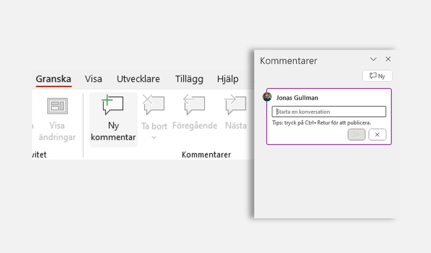 Granska Visa Utvecklare Tillägg Hjälp
Visa ändringar
Ny kommentar
Ta bort
Föregående
Nästa
ivitet
Kommentarer
Kommentarer
Ny
Jonas Gullman
Starta en konversation
Tips: tryck på Ctrl+Retur för att publicera.